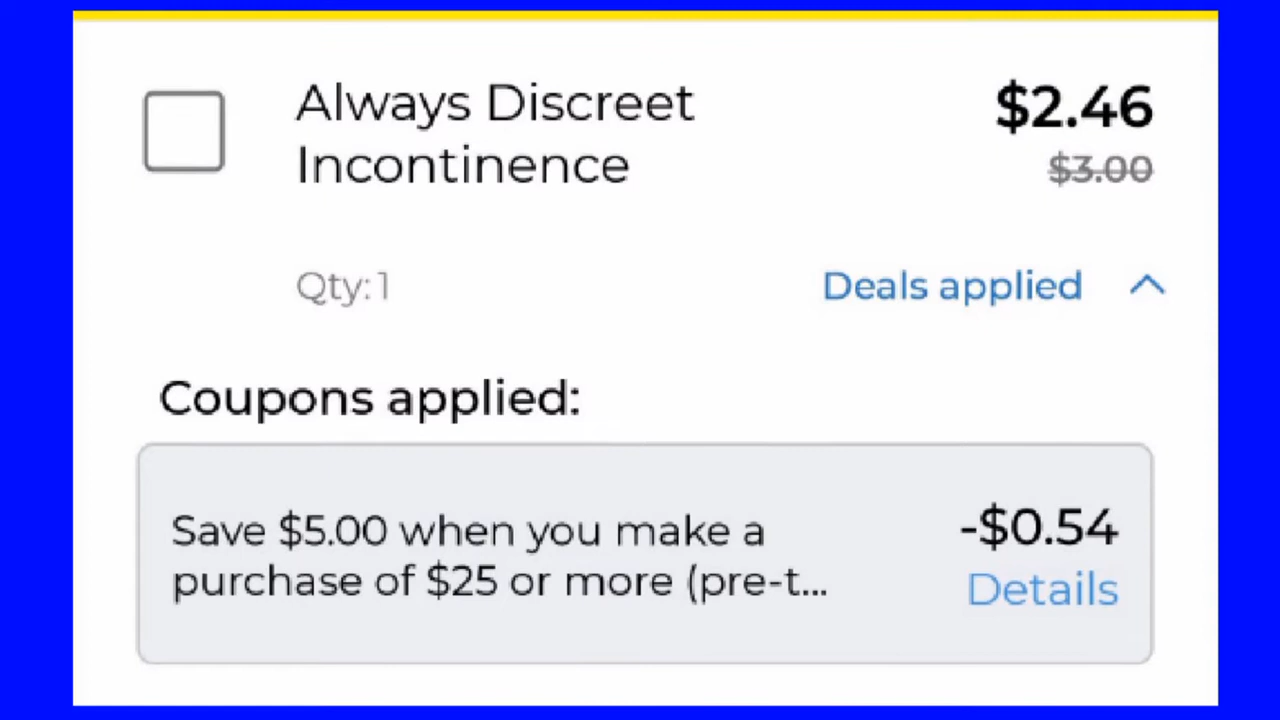 Always Discreet
Incontinence
$2.46
$3.00
Qty: 1
Deals applied
Coupons applied:
Save $5.00 when you make a
purchase of $25 or more (pre-t...
-$0.54
Details